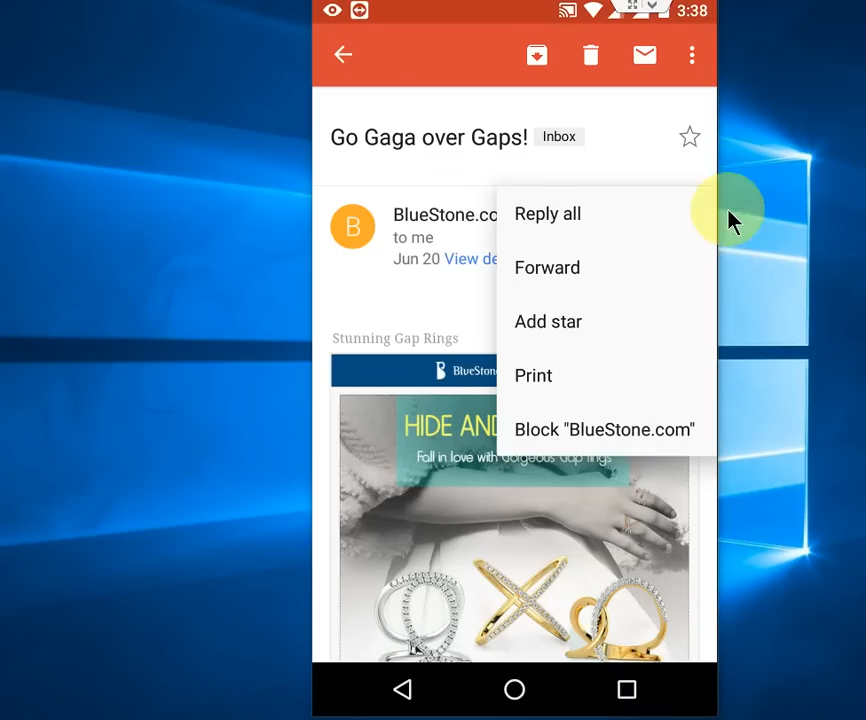 3:38
Go Gaga over Gaps! Inbox
B
BlueStone.co
to me
Jun 20 View de
Reply all
Forward
Add star
Print
Block "BlueStone.com"
Stunning Gap Rings
BlueSton
HIDE AND
Fall in love with Gorgeous Gap rings